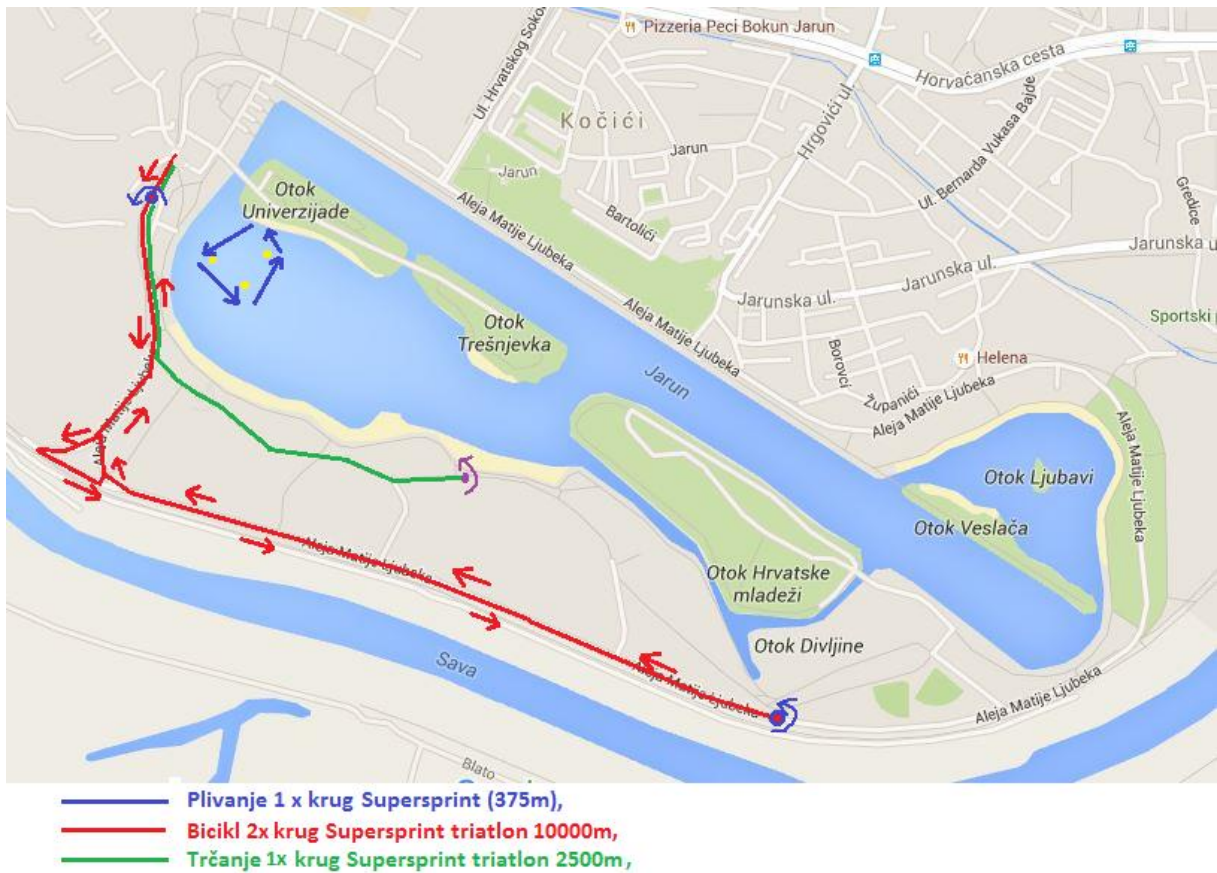 Pizzeria Peci Bokun Jarun
Horvaćanska cesta
Ul. Hrvatskog Sokola
Kočići
Hrgovići ul.
Ul. Bernarda Vukasa Bajde
Jarun
Jarun
Gredice
Otok
Univerzijade
Aleja Matije Ljubeka
Bartolići
Jarunska u
Jarunska ul.
Jarunska ul.
Aleja Matije Ljubeka
Sportski
Otok
Trešnjevka
Borovci
Helena
Jarun
Županići
Aleja Matije Ljubeka
Aleja Matije Ljubeka
Aleja Matije Ljubeka
Otok Ljubavi
Otok Veslača
Aleja Matije Ljubeka
Otok Hrvatske
mladeži
Otok Divljine
Sava
Aleja Matije Ljubeka
Aleja Matije Ljubeka
Blato
Plivanje 1 x krug Supersprint (375m),
Bicikl 2x krug Supersprint triatlon 10000m,
Trčanje 1x krug Supersprint triatlon 2500m,